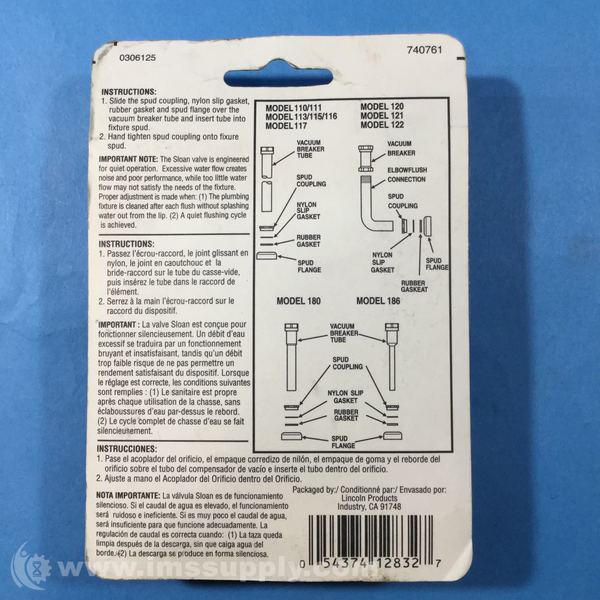 0306125
740761
INSTRUCTIONS:
1. Slide the spud coupling, nylon slip gasket,
rubber gasket and spud flange over the
vacuum breaker tube and insert tube into
fixture spud.
2. Hand tighten spud coupling onto fixture
spud.
IMPORTANT NOTE: The Sloan valve is engineered
for quiet operation. Excessive water flow creates
noise and poor performance, while too little water
flow may not satisfy the needs of the fixture.
Proper adjustment is made when: (1) The plumbing
fixture is cleaned after each flush without splashing
water out from the lip. (2) A quiet flushing cycle
is achieved.
INSTRUCTIONS:
1. Passez l'écrou-raccord, le joint glissant en
nylon, le joint en caoutchouc et la
bride-raccord sur le tube du casse-vide,
puis insérez le tube dans le raccord de
l'élément.
2. Serrez à la main l'écrou-raccord sur le
raccord du dispositif.
IMPORTANT : La valve Sloan est conçue pour
fonctionner silencieusement. Un débit d'eau
excessif se traduira par un fonctionnement
bruyant et insatisfaisant, tandis qu'un débit
trop faible risque de ne pas permettre un
rendement satisfaisant du dispositif. Lorsque
le réglage est correcte, les conditions suivantes
sont remplies : (1) Le sanitaire est propre
après chaque utilisation de la chasse, sans
éclaboussures d'eau par-dessus le rebord.
(2) Le cycle complet de chasse d'eau se fait
silencieusement.
MODEL 110/111
MODEL 113/115/116
MODEL 117
MODEL 120
MODEL 121
MODEL 122
VACUUM
BREAKER
TUBE
SPUD
COUPLING
NYLON
SLIP
GASKET
RUBBER
GASKET
SPUD
FLANGE
VACUUM
BREAKER
ELBOWFLUSH
CONNECTION
SPUD
COUPLING
NYLON
SLIP
GASKET
SPUD
FLANGE
RUBBER
GASKEAT
MODEL 180
MODEL 186
VACUUM
BREAKER
TUBE
SPUD
COUPLING
NYLON SLIP
GASKET
RUBBER
GASKET
SPUD
FLANGE
INSTRUCCIONES:
1. Pase el acoplador del orificio, el empaque corredizo de nilón, el empaque de goma y el reborde del
orificio sobre el tubo del compensador de vacío e inserte el tubo dentro del orificio.
2. Ajuste a mano el Acoplador del Orificio dentro del Orificio.
NOTA IMPORTANTE: La válvula Sloan es de funcionamiento
silencioso. Si el caudal de agua es elevado, el funcionamiento
será ruidoso e ineficiente. Si es muy poco el caudal de agua,
será insuficiente para que funcione adecuadamente. La
regulación de caudal es correcta cuando: (1) La taza queda
limpia después de la descarga, sin que caiga agua del
borde. (2) La descarga se produce en forma silenciosa.
Packaged by:/ Conditionné par:/ Envasado por:
Lincoln Products
Industry, CA 91748
0 54374 12832 7
www.imssupply.com